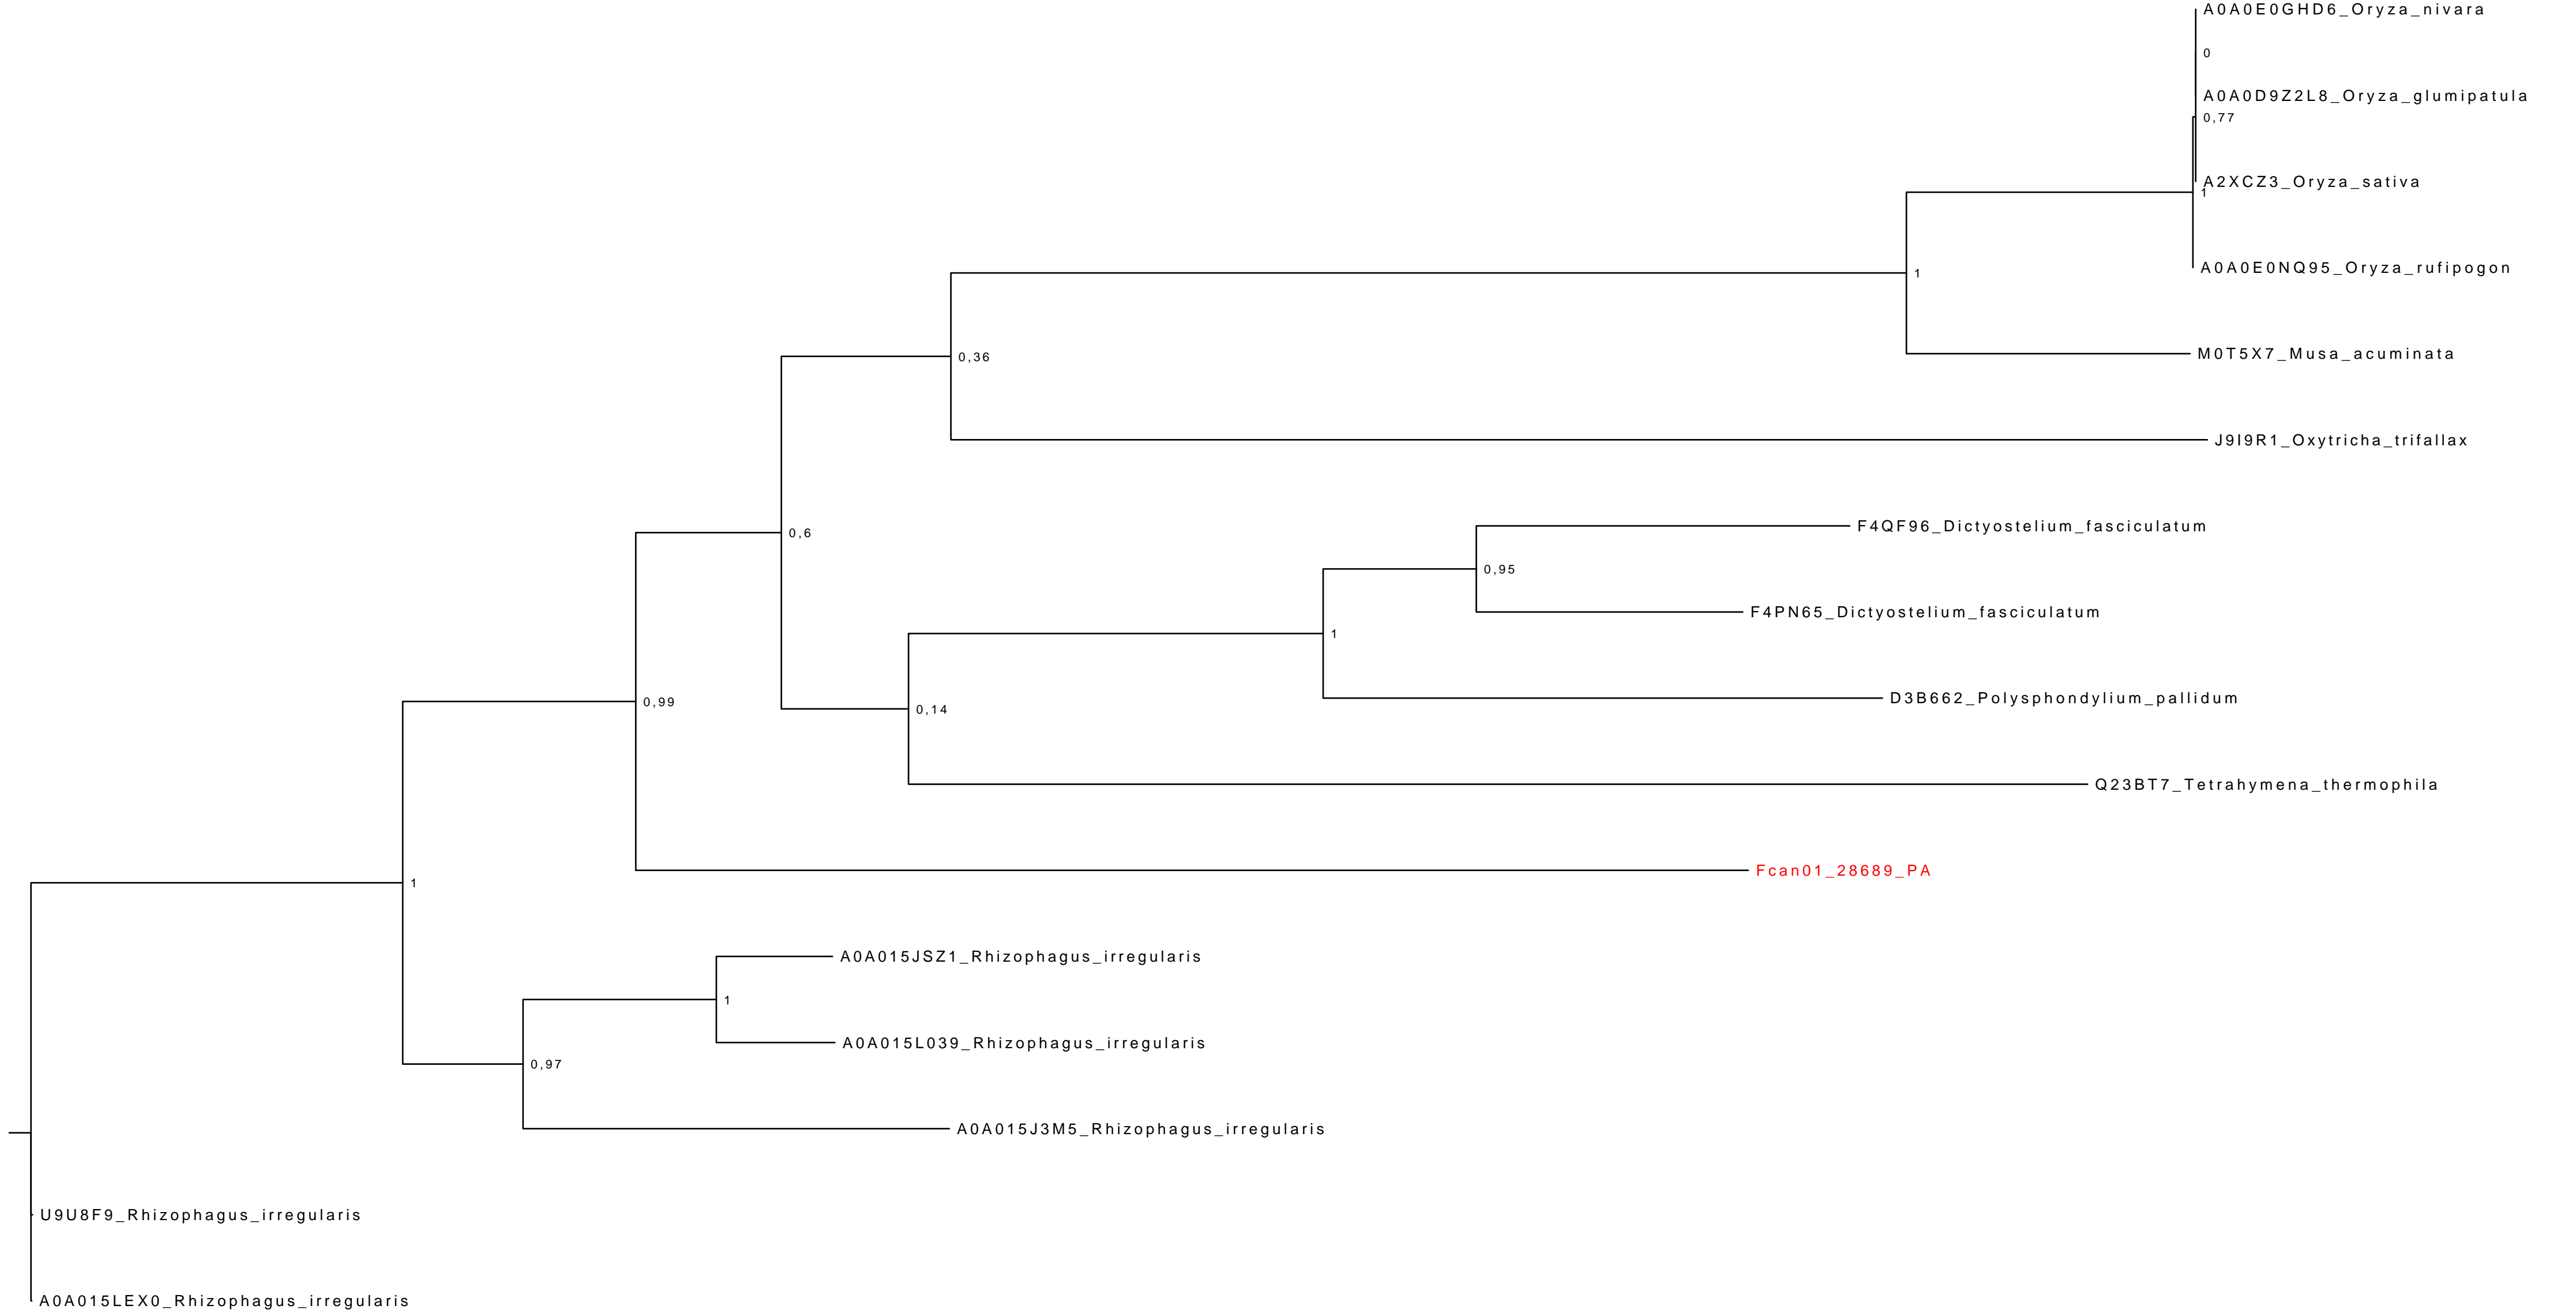 A0A0E0GHD6_Oryza_nivara
0
A0A0D9Z2L8_Oryza_glumipatula
0,77
A2XCZ3_Oryza_sativa
1
A0A0E0NQ95_Oryza_rufipogon
1
M0T5X7_Musa_acuminata
0,36
J9I9R1_Oxytricha_trifallax
F4QF96_Dictyostelium_fasciculatum
0,6
0,95
F4PN65_Dictyostelium_fasciculatum
1
D3B662_Polysphondylium_pallidum
0,99
0,14
Q23BT7_Tetrahymena_thermophila
Fcan01_28689_PA
1
A0A015JSZ1_Rhizophagus_irregularis
1
A0A015L039_Rhizophagus_irregularis
0,97
A0A015J3M5_Rhizophagus_irregularis
U9U8F9_Rhizophagus_irregularis
A0A015LEX0_Rhizophagus_irregularis